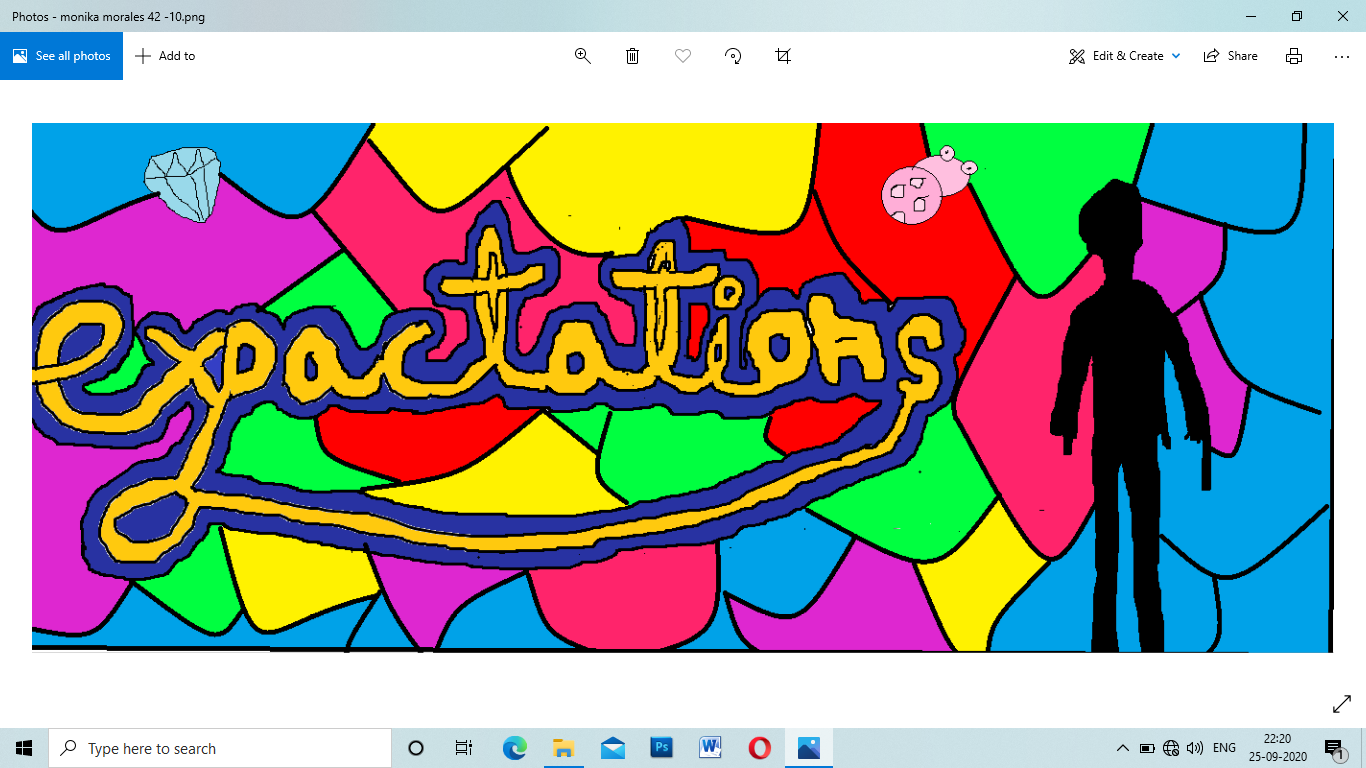 Photos - monika morales 42 -10.png
See all photos
Add to
Edit & Create
Share
expactations
Type here to search
Ps
W
ENG
22:20
25-09-2020
1